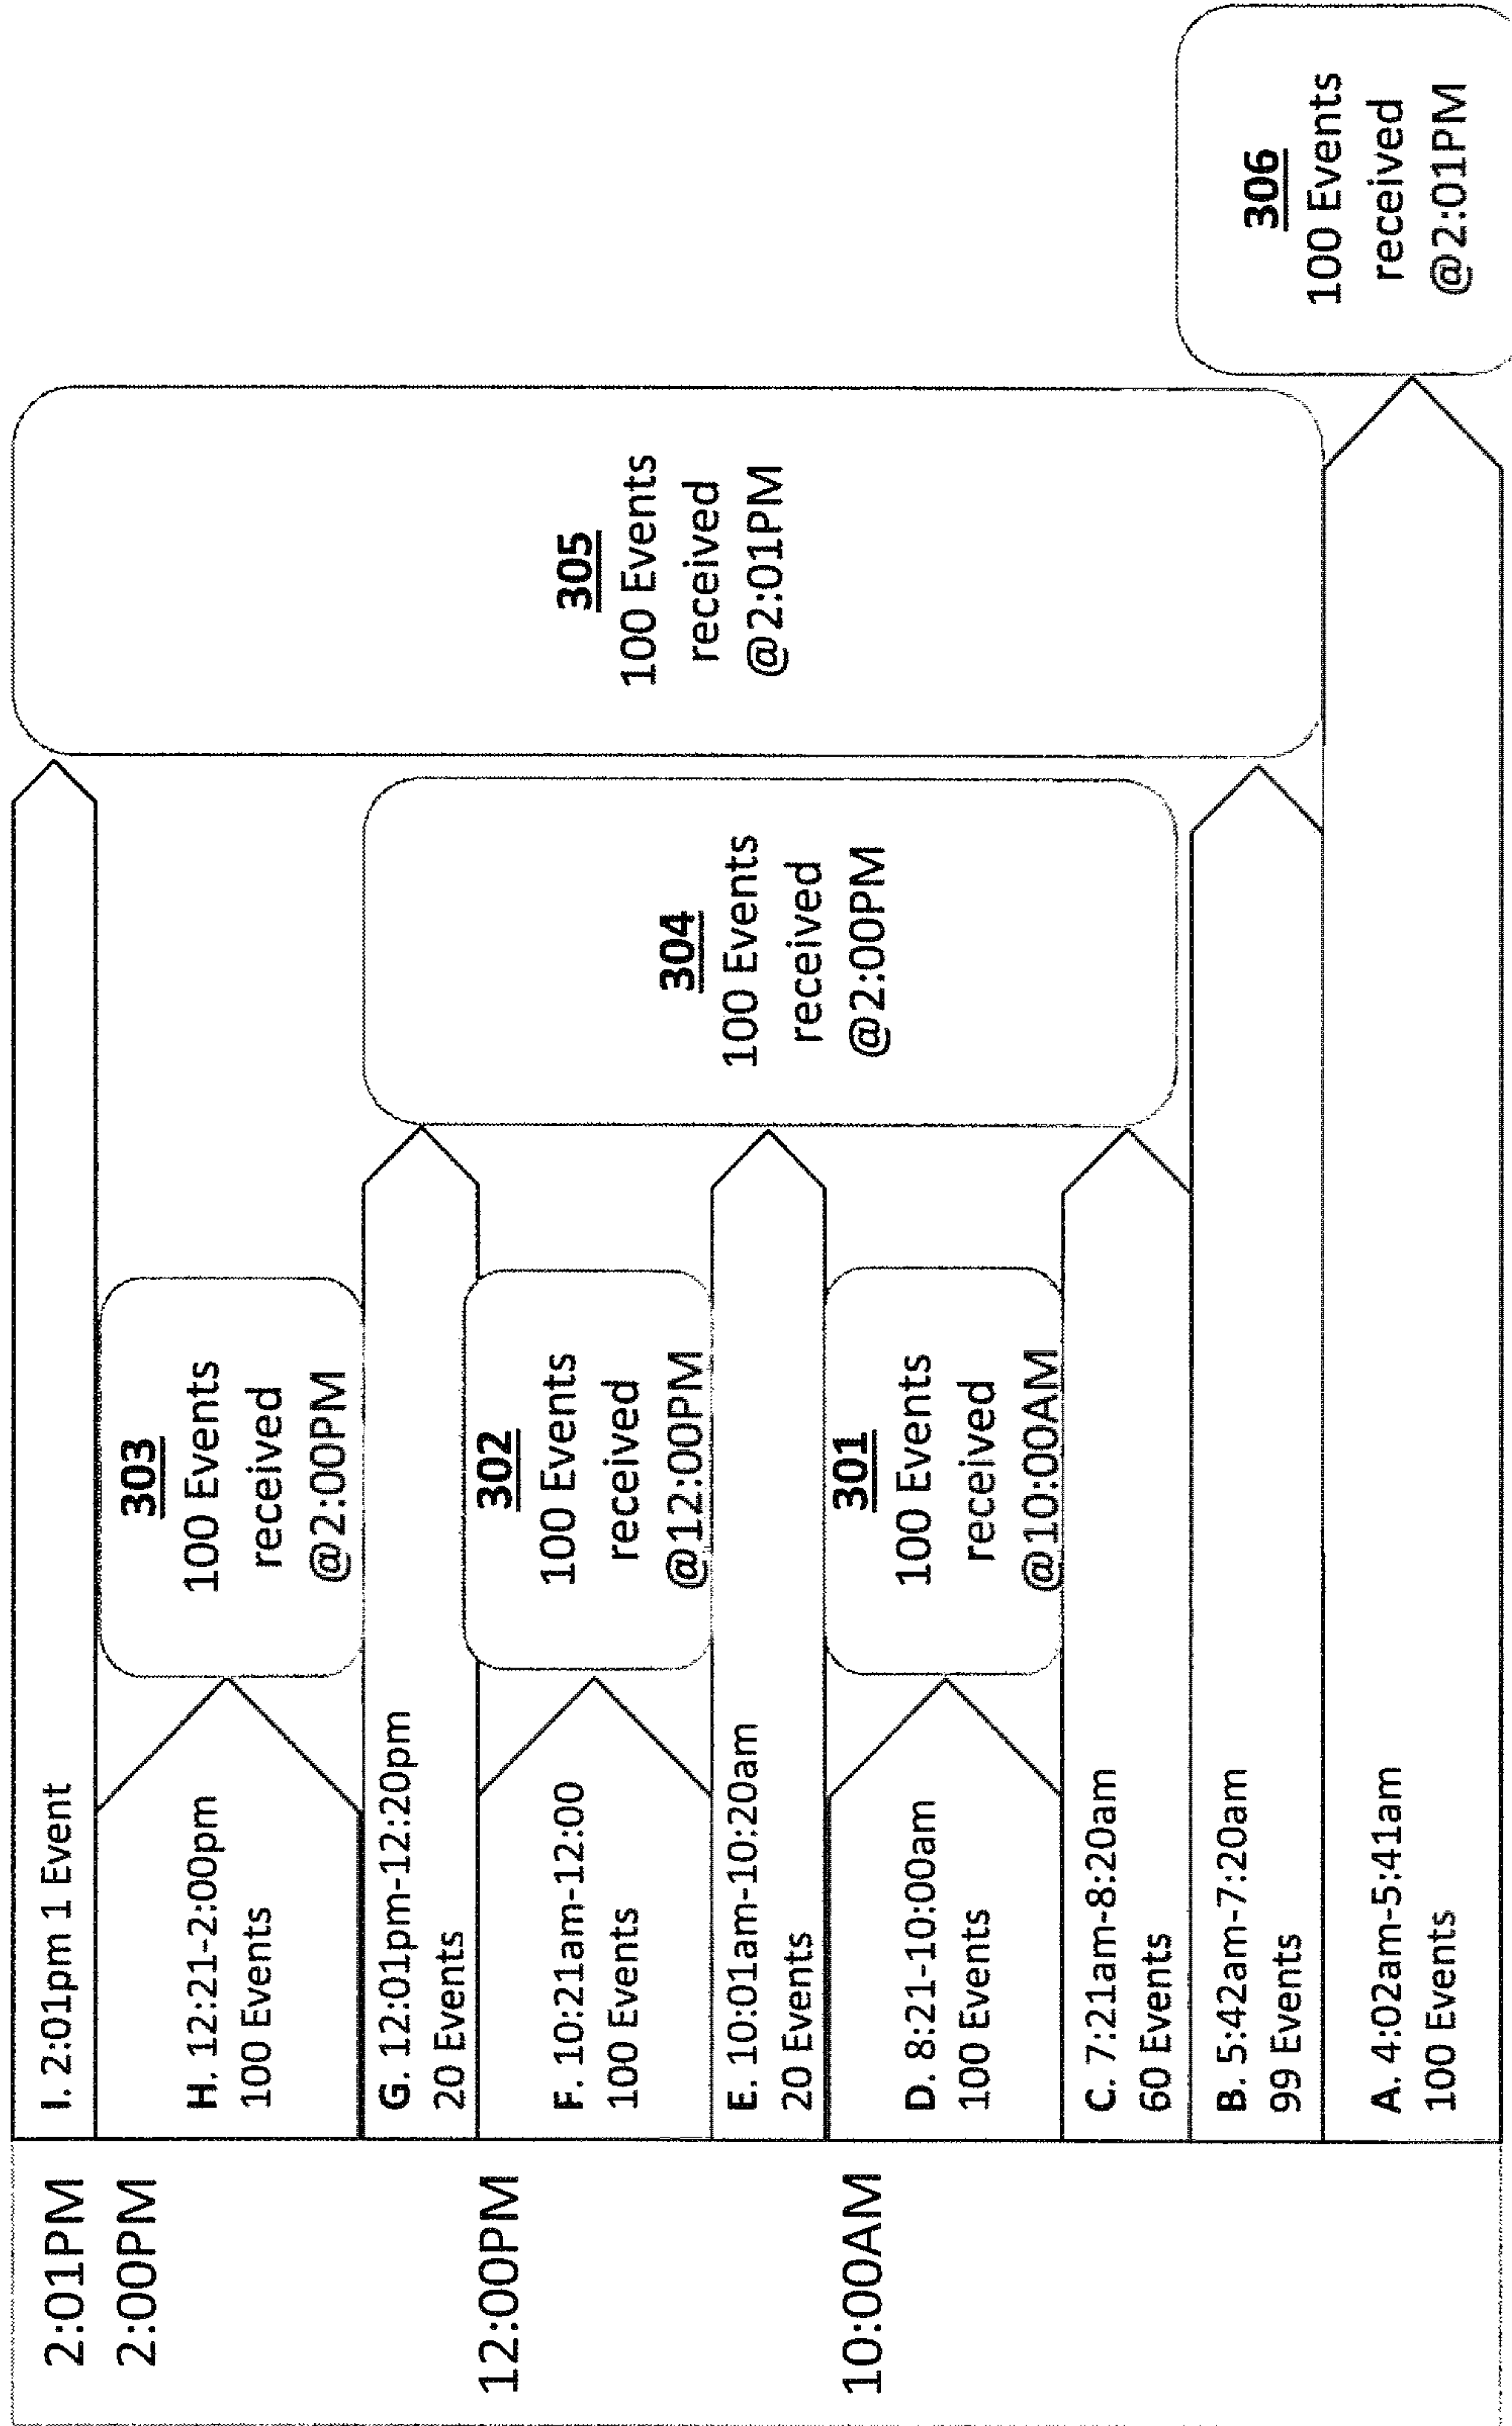 2:01PM
2:00PM
12:00PM
10:00AM
I. 2:01pm 1 Event
H. 12:21-2:00pm
100 Events
G. 12:01pm-12:20pm
20 Events
F. 10:21am-12:00
100 Events
E. 10:01am-10:20am
20 Events
D. 8:21-10:00am
100 Events
C. 7:21am-8:20am
60 Events
B. 5:42am-7:20am
99 Events
A. 4:02am-5:41am
100 Events
303
100 Events
received
@2:00PM
302
100 Events
received
@12:00PM
301
100 Events
received
@10:00AM
304
100 Events
received
@2:00PM
305
100 Events
received
@2:01PM
306
100 Events
received
@2:01PM